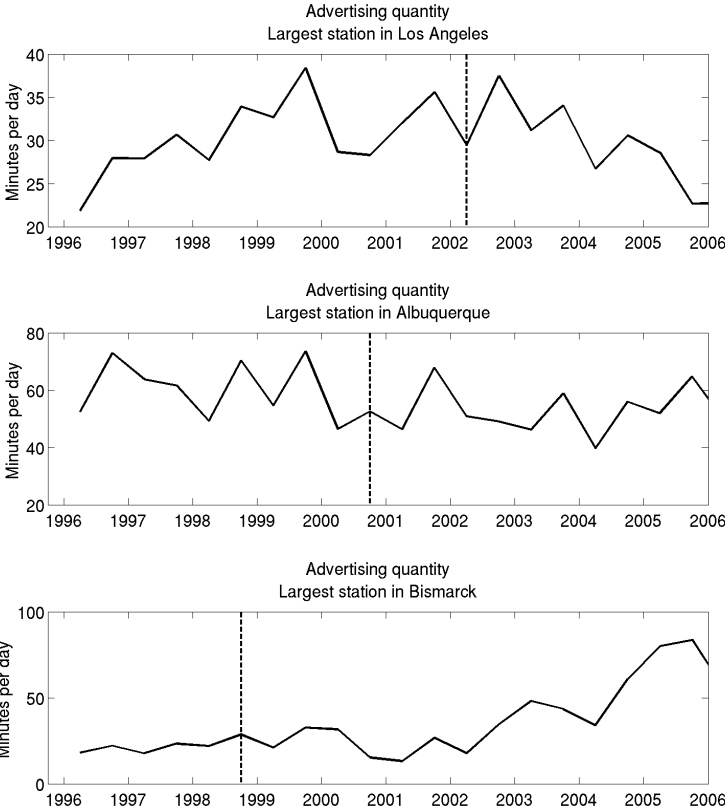 Advertising quantity
Largest station in Los Angeles
40
35
30
25
20
Minutes per day
1996 1997 1998 1999 2000 2001 2002 2003 2004 2005 2006
Advertising quantity
Largest station in Albuquerque
80
60
40
20
Minutes per day
1996 1997 1998 1999 2000 2001 2002 2003 2004 2005 2006
Advertising quantity
Largest station in Bismarck
100
50
0
Minutes per day
1996 1997 1998 1999 2000 2001 2002 2003 2004 2005 2006